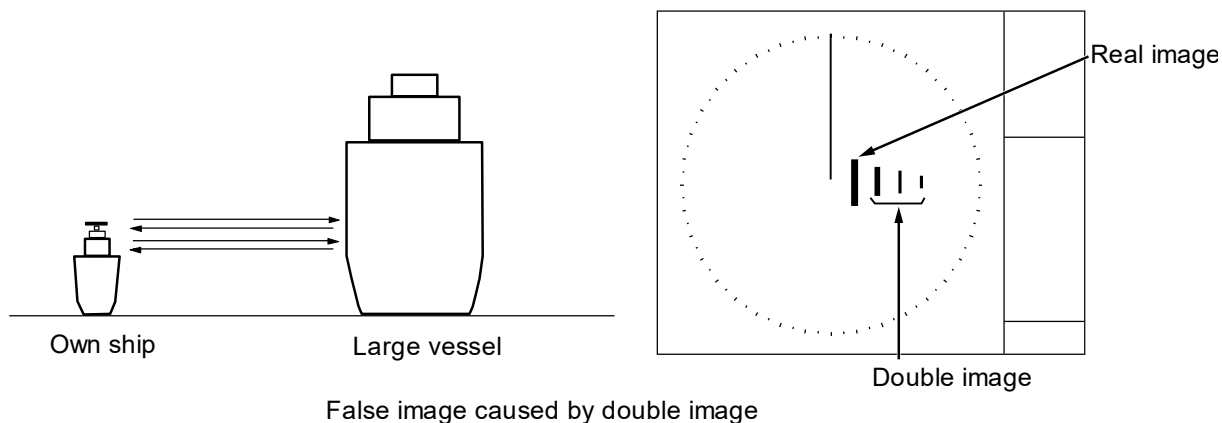 Real image
Own ship
Large vessel
Double image
False image caused by double image